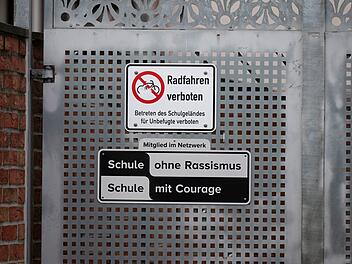 Radfahren
verboten
Betreten des Schulgeländes
für Unbefugte verboten
Mitglied im Netzwerk
Schule ohne Rassismus
Schule mit Courage